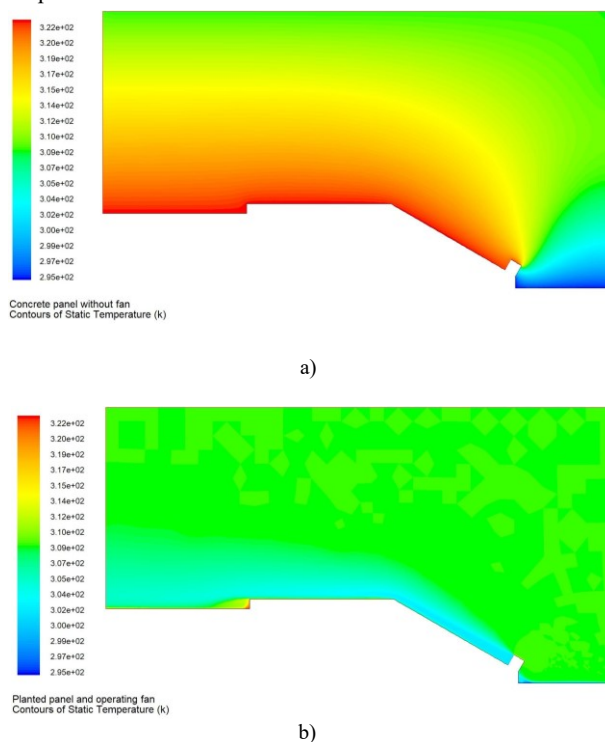 3.22e+02
3.20e+02
3.19e+02
3.17e+02
3.15e+02
3.14e+02
3.12e+02
3.10e+02
3.09e+02
3.07e+02
3.05e+02
3.04e+02
3.02e+02
3.00e+02
2.98e+02
2.97e+02
2.95e+02
Concrete panel without fan
Contours of Static Temperature (k)
a)
3.22e+02
3.20e+02
3.19e+02
3.17e+02
3.15e+02
3.14e+02
3.12e+02
3.10e+02
3.09e+02
3.07e+02
3.05e+02
3.04e+02
3.02e+02
3.00e+02
2.98e+02
2.97e+02
2.95e+02
Planted panel and operating fan
Contours of Static Temperature (k)
b)